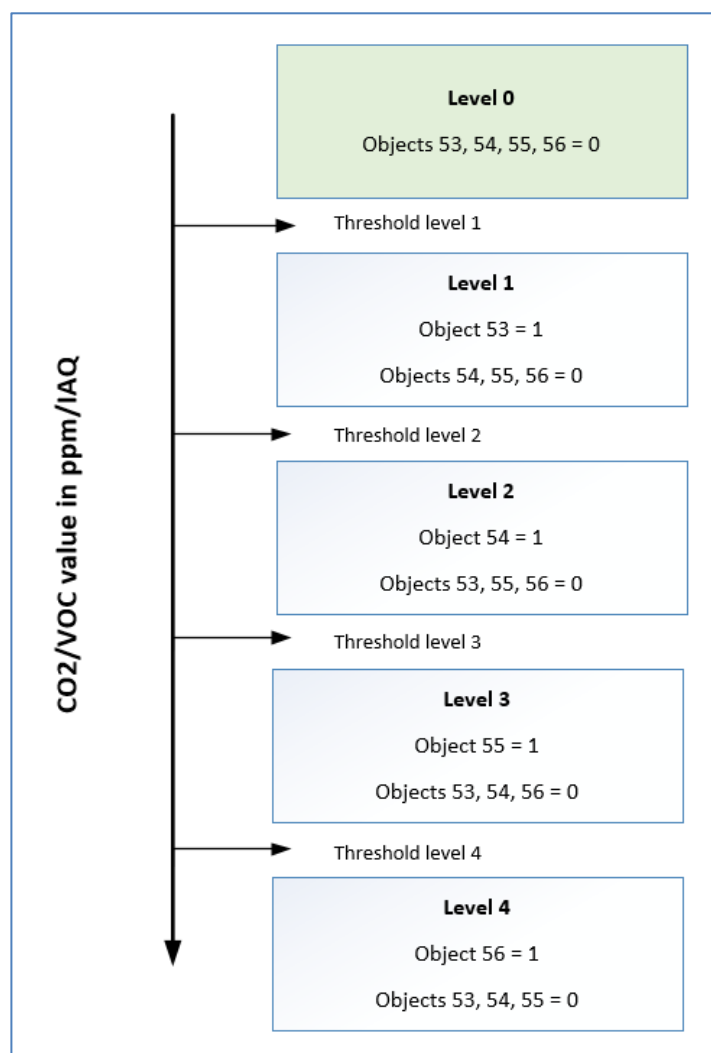 CO2/VOC value in ppm/IAQ
Level 0
Objects 53, 54, 55, 56 = 0
Threshold level 1
Level 1
Object 53 = 1
Objects 54, 55, 56 = 0
Threshold level 2
Level 2
Object 54 = 1
Objects 53, 55, 56 = 0
Threshold level 3
Level 3
Object 55 = 1
Objects 53, 54, 56 = 0
Threshold level 4
Level 4
Object 56 = 1
Objects 53, 54, 55 = 0